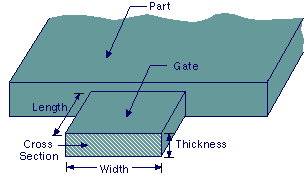 Part
Gate
Length
Cross
Section
Thickness
Width